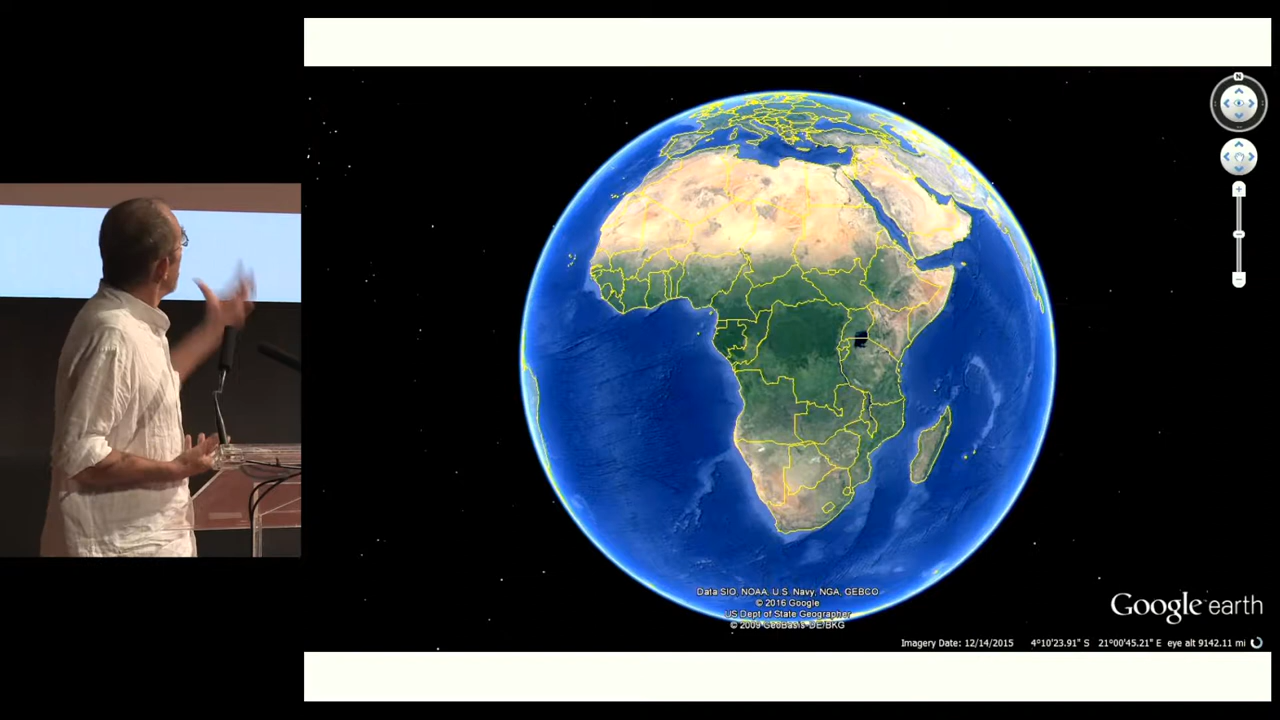 N
Data SIO, NOAA, U.S. Navy, NGA, GEBCO
© 2016 Google
US Dept of State Geographer
© 2009 GeoBasis-DE/BKG
Google earth
Imagery Date: 12/14/2015 4°10'23.91" S 21°00'45.21" E eye alt 9142.11 mi